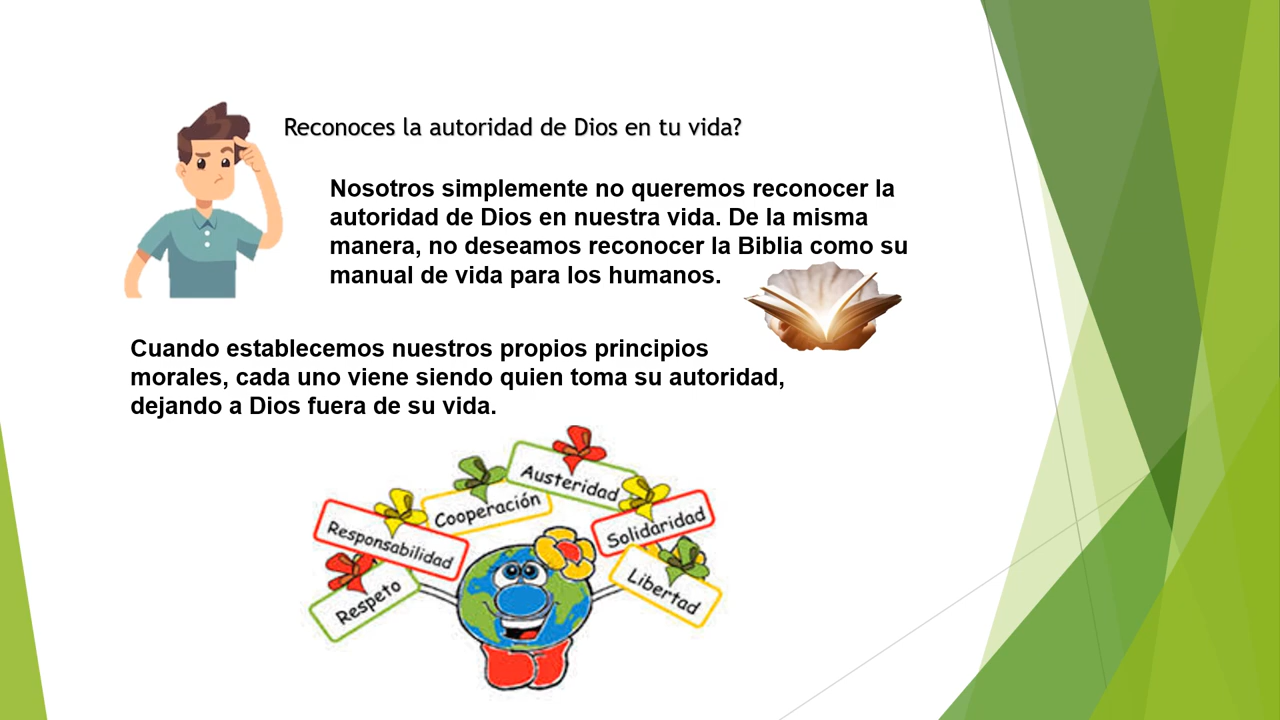 Reconoces la autoridad de Dios en tu vida?
Nosotros simplemente no queremos reconocer la
autoridad de Dios en nuestra vida. De la misma
manera, no deseamos reconocer la Biblia como su
manual de vida para los humanos.
Cuando establecemos nuestros propios principios
morales, cada uno viene siendo quien toma su autoridad,
dejando a Dios fuera de su vida.
Austeridad
Cooperación
Solidaridad
Responsabilidad
Libertad
Respeto